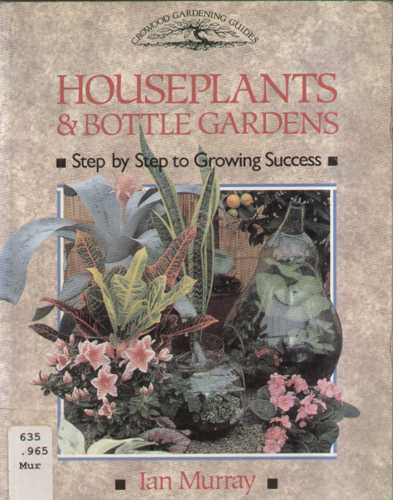 CROWOOD GARDENING GUIDES
HOUSEPLANTS
& BOTTLE GARDENS
Step by Step to Growing Success
635
.965
Mur
Ian Murray